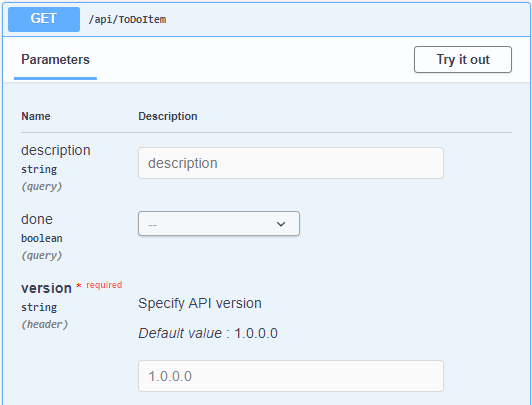 GET /api/ToDoItem
Parameters Try it out
Name Description
description
string
(query)
description
done
boolean
(query)
--
version * required
string
(header)
Specify API version
Default value : 1.0.0.0
1.0.0.0